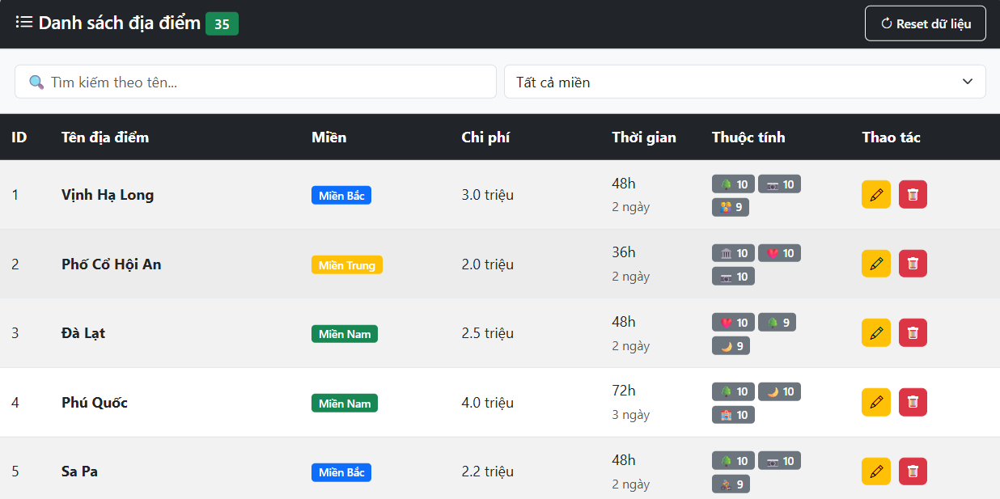 Danh sách địa điểm 35
Reset dữ liệu
Tìm kiếm theo tên...
Tất cả miền
ID Tên địa điểm Miền Chi phí Thời gian Thuộc tính Thao tác
1 Vịnh Hạ Long Miền Bắc 3.0 triệu 48h 10 10
2 ngày 9
2 Phố Cổ Hội An Miền Trung 2.0 triệu 36h 10 10
2 ngày 10
3 Đà Lạt Miền Nam 2.5 triệu 48h 10 9
2 ngày 9
4 Phú Quốc Miền Nam 4.0 triệu 72h 10 10
3 ngày 10
5 Sa Pa Miền Bắc 2.2 triệu 48h 10 10
2 ngày 9